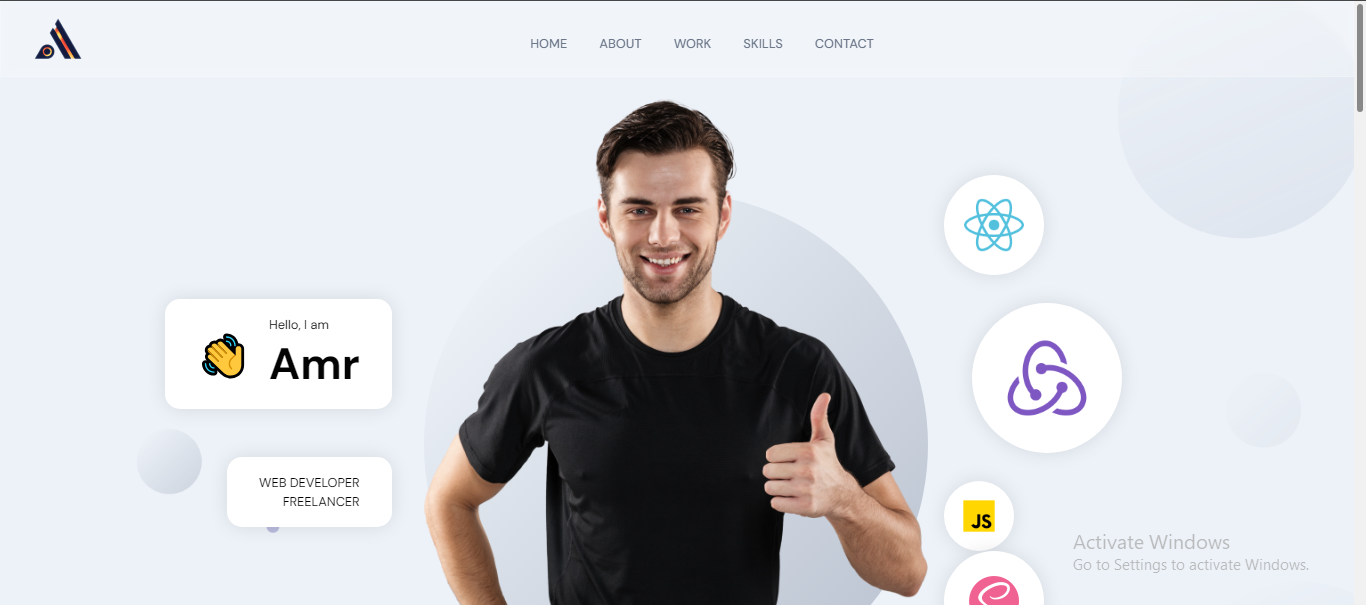 HOME ABOUT WORK SKILLS CONTACT
Hello, I am
Amr
WEB DEVELOPER
FREELANCER
JS
Activate Windows
Go to Settings to activate Windows.